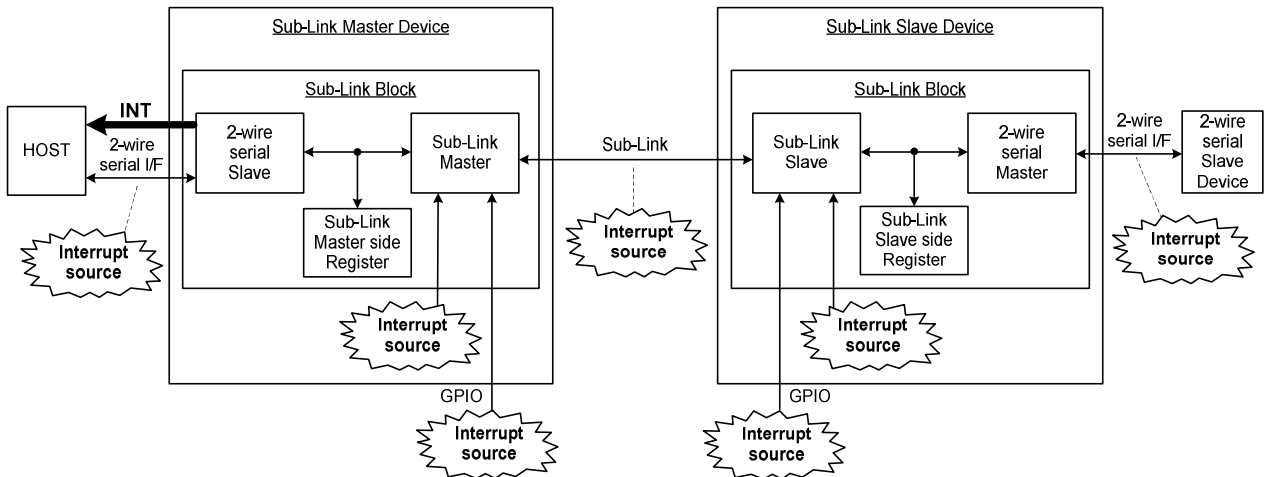 Sub-Link Master Device
Sub-Link Slave Device
Sub-Link Block
Sub-Link Block
INT
HOST
2-wire
serial I/F
2-wire
serial
Slave
Sub-Link
Master
Sub-Link
Sub-Link
Slave
2-wire
serial
Master
2-wire
serial I/F
2-wire
serial
Slave
Device
Sub-Link
Master side
Register
Sub-Link
Slave side
Register
Interrupt
source
Interrupt
source
Interrupt
source
Interrupt
source
Interrupt
source
GPIO
GPIO
Interrupt
source
Interrupt
source